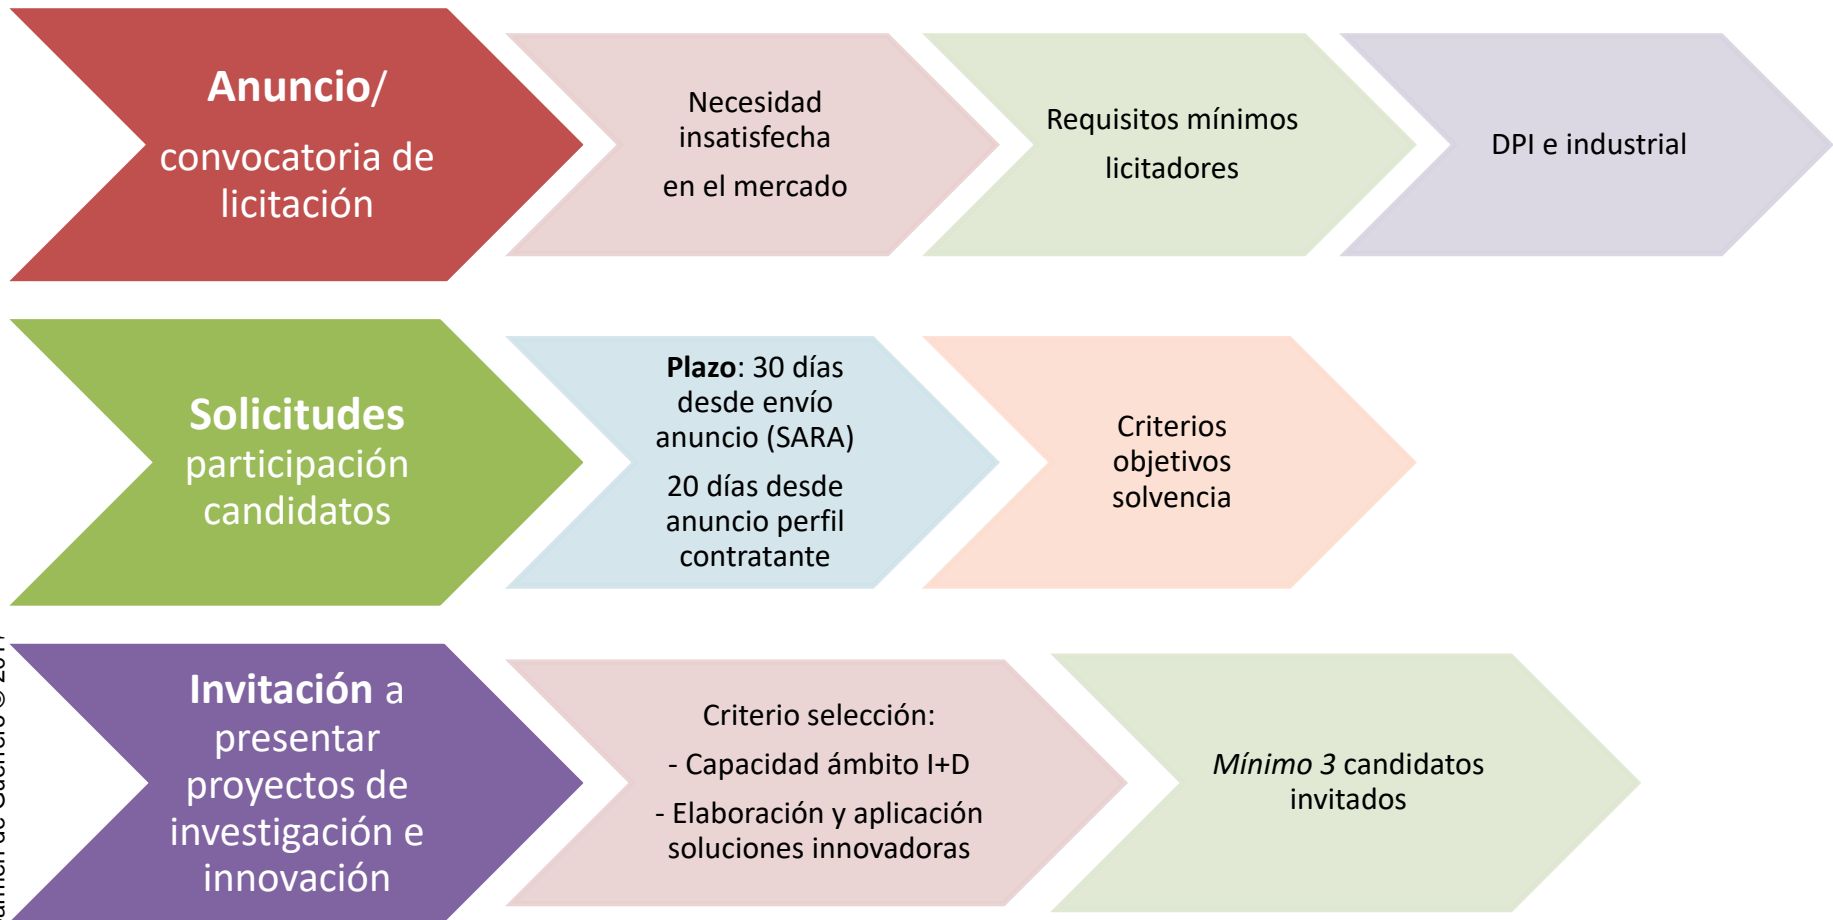 Anuncio/
convocatoria de
licitación
Necesidad
insatisfecha
en el mercado
Requisitos mínimos
licitadores
DPI e industrial
Solicitudes
participación
candidatos
Plazo: 30 días
desde envío
anuncio (SARA)
20 días desde
anuncio perfil
contratante
Criterios
objetivos
solvencia
Invitación a
presentar
proyectos de
investigación e
innovación
Criterio selección:
- Capacidad ámbito I+D
- Elaboración y aplicación
soluciones innovadoras
Mínimo 3 candidatos
invitados
de Guerrero ©